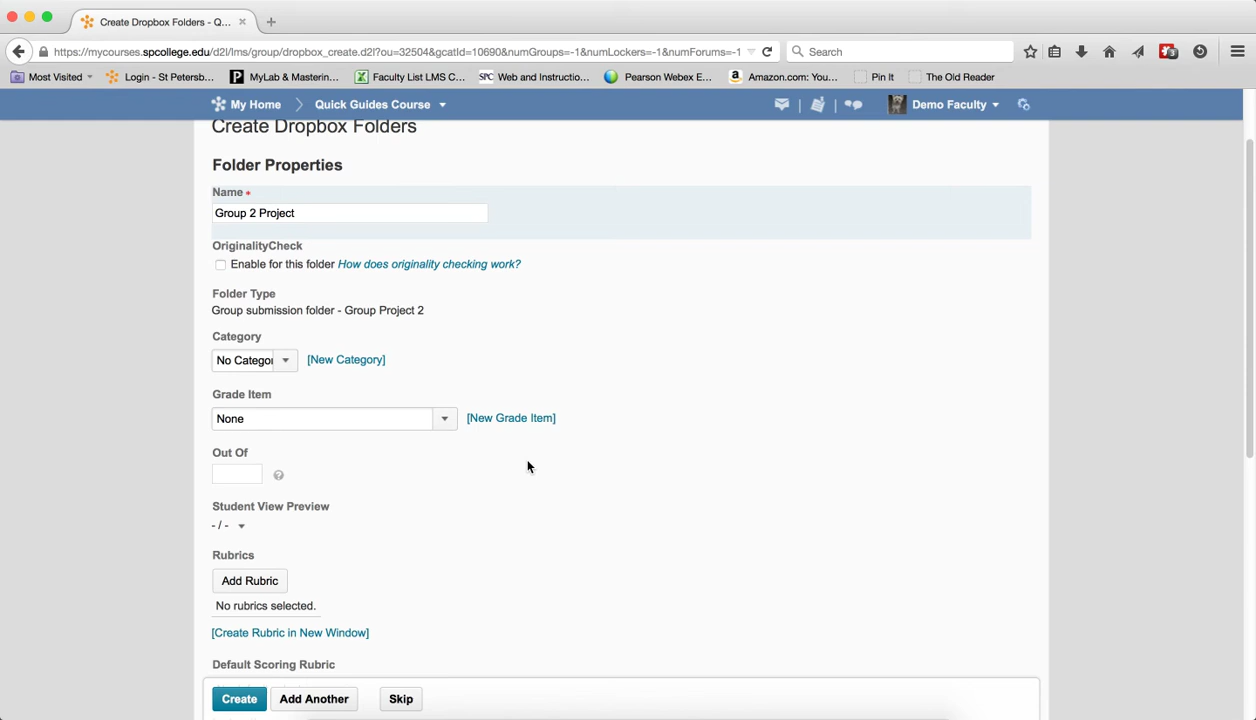 Create Dropbox Folders - Q...
https://mycourses.spcollege.edu/d2l/lms/group/dropbox_create.d2l?ou=32504&gcatId=10690&numGroups=-1&numLockers=-1&numForums=-1
Search
Most Visited
Login - St Petersb...
MyLab & Mastering...
Faculty List LMS C...
SPC Web and Instructio...
Pearson Webex E...
Amazon.com: You...
Pin It
The Old Reader
My Home
Quick Guides Course
Demo Faculty
Create Dropbox Folders
Folder Properties
Name *
Group 2 Project
OriginalityCheck
Enable for this folder How does originality checking work?
Folder Type
Group submission folder - Group Project 2
Category
No Categor
[New Category]
Grade Item
None
[New Grade Item]
Out Of
?
Student View Preview
- / -
Rubrics
Add Rubric
No rubrics selected.
[Create Rubric in New Window]
Default Scoring Rubric
Create
Add Another
Skip